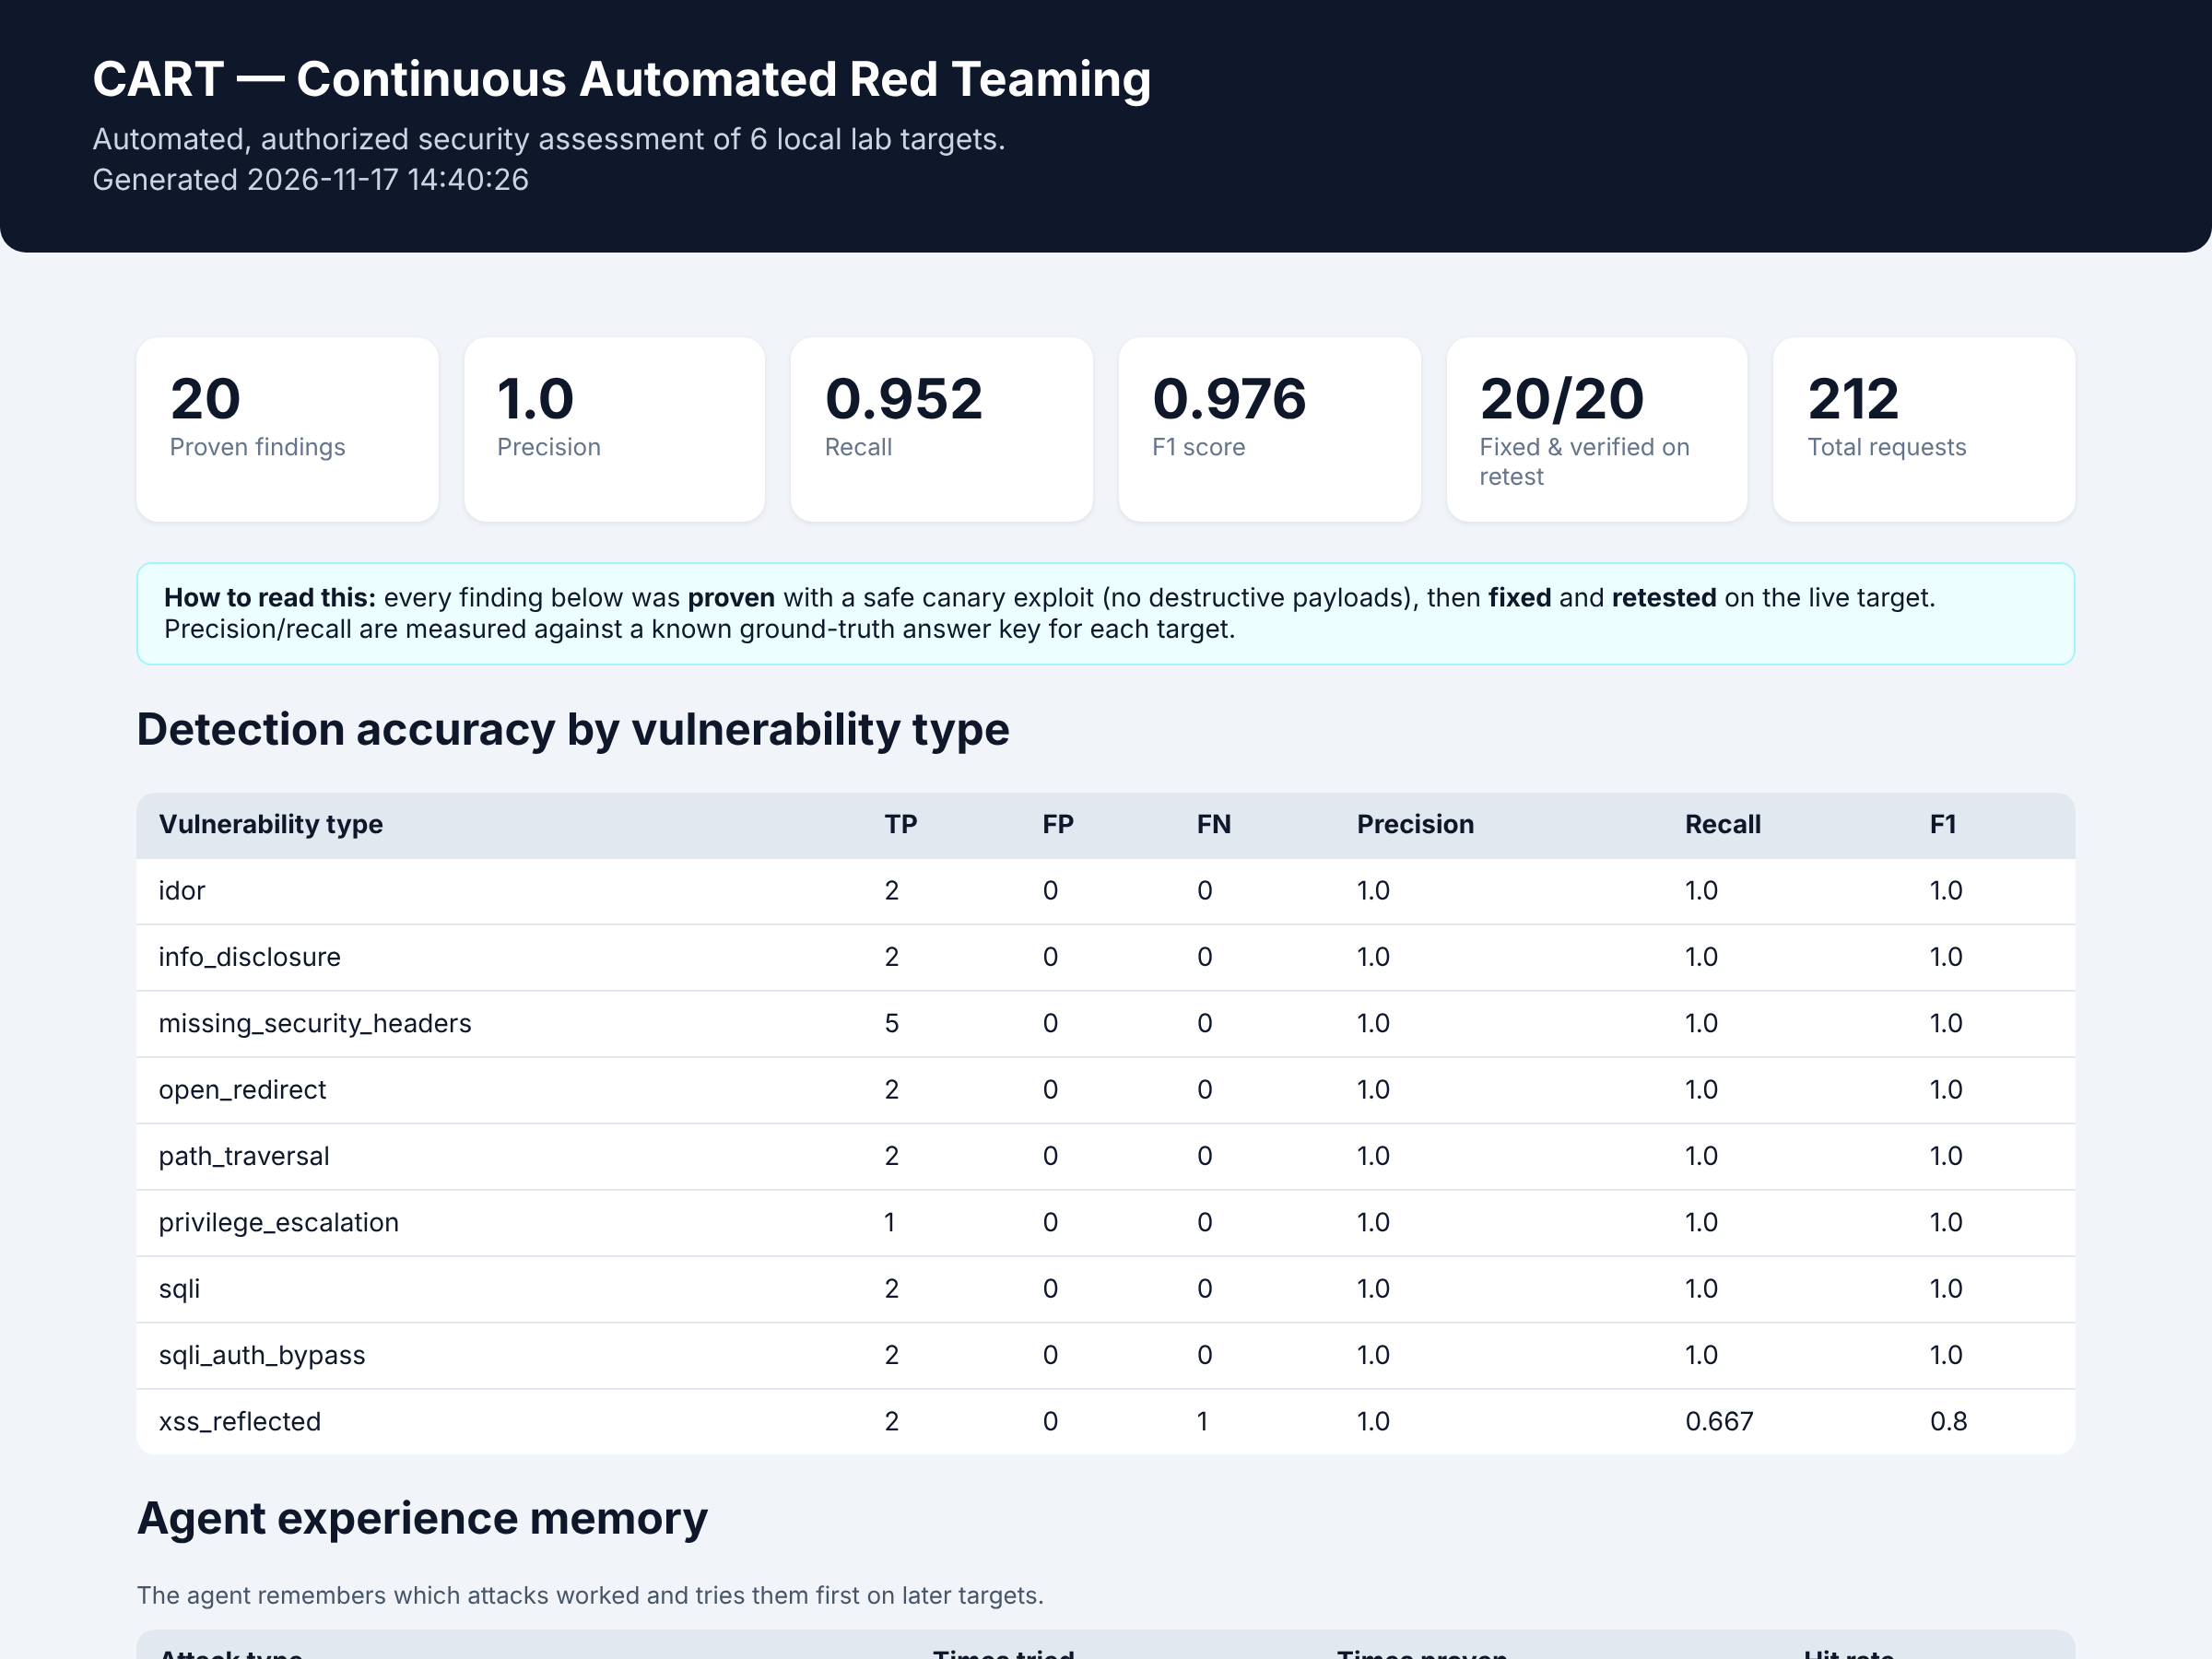 CART — Continuous Automated Red Teaming
Automated, authorized security assessment of 6 local lab targets.
Generated 2026-11-17 14:40:26
20
Proven findings
1.0
Precision
0.952
Recall
0.976
F1 score
20/20
Fixed & verified on
retest
212
Total requests
How to read this: every finding below was proven with a safe canary exploit (no destructive payloads), then fixed and retested on the live target.
Precision/recall are measured against a known ground-truth answer key for each target.
Detection accuracy by vulnerability type
Vulnerability type TP FP FN Precision Recall F1
idor 2 0 0 1.0 1.0 1.0
info_disclosure 2 0 0 1.0 1.0 1.0
missing_security_headers 5 0 0 1.0 1.0 1.0
open_redirect 2 0 0 1.0 1.0 1.0
path_traversal 2 0 0 1.0 1.0 1.0
privilege_escalation 1 0 0 1.0 1.0 1.0
sqli 2 0 0 1.0 1.0 1.0
sqli_auth_bypass 2 0 0 1.0 1.0 1.0
xss_reflected 2 0 1 1.0 0.667 0.8
Agent experience memory
The agent remembers which attacks worked and tries them first on later targets.
Attack type Times tried Times proven Hit rate